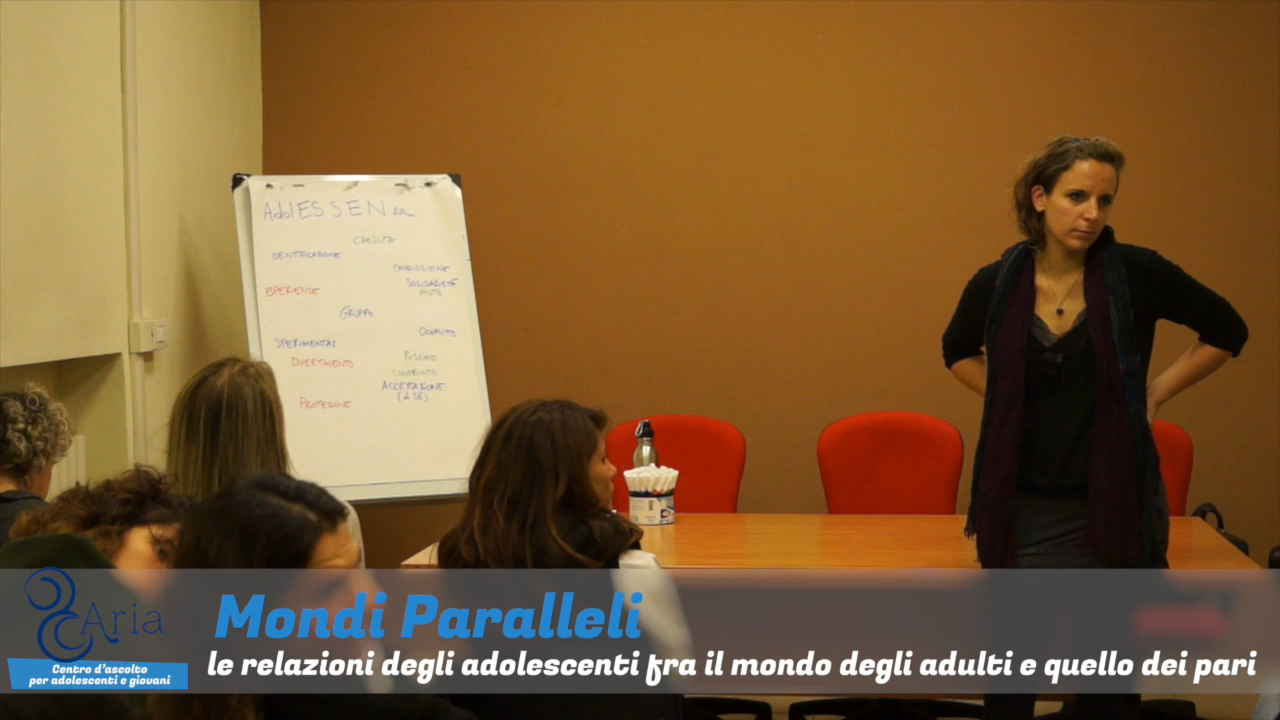 AdolESSENza
CRESCITA
IDENTIFICAZIONE
CONDIVISIONE
SOLIDARIETÀ
AIUTO
ESPERIENZE
GRUPPO
CONFLITTO
SPERIMENTAZ
DIVERTIMENTO
RISCHIO
CONFRONTO
ACCETTAZIONE
(di SÉ)
PROTEZIONE
Aria
Centro d'ascolto
per adolescenti e giovani
Mondi Paralleli
le relazioni degli adolescenti fra il mondo degli adulti e quello dei pari